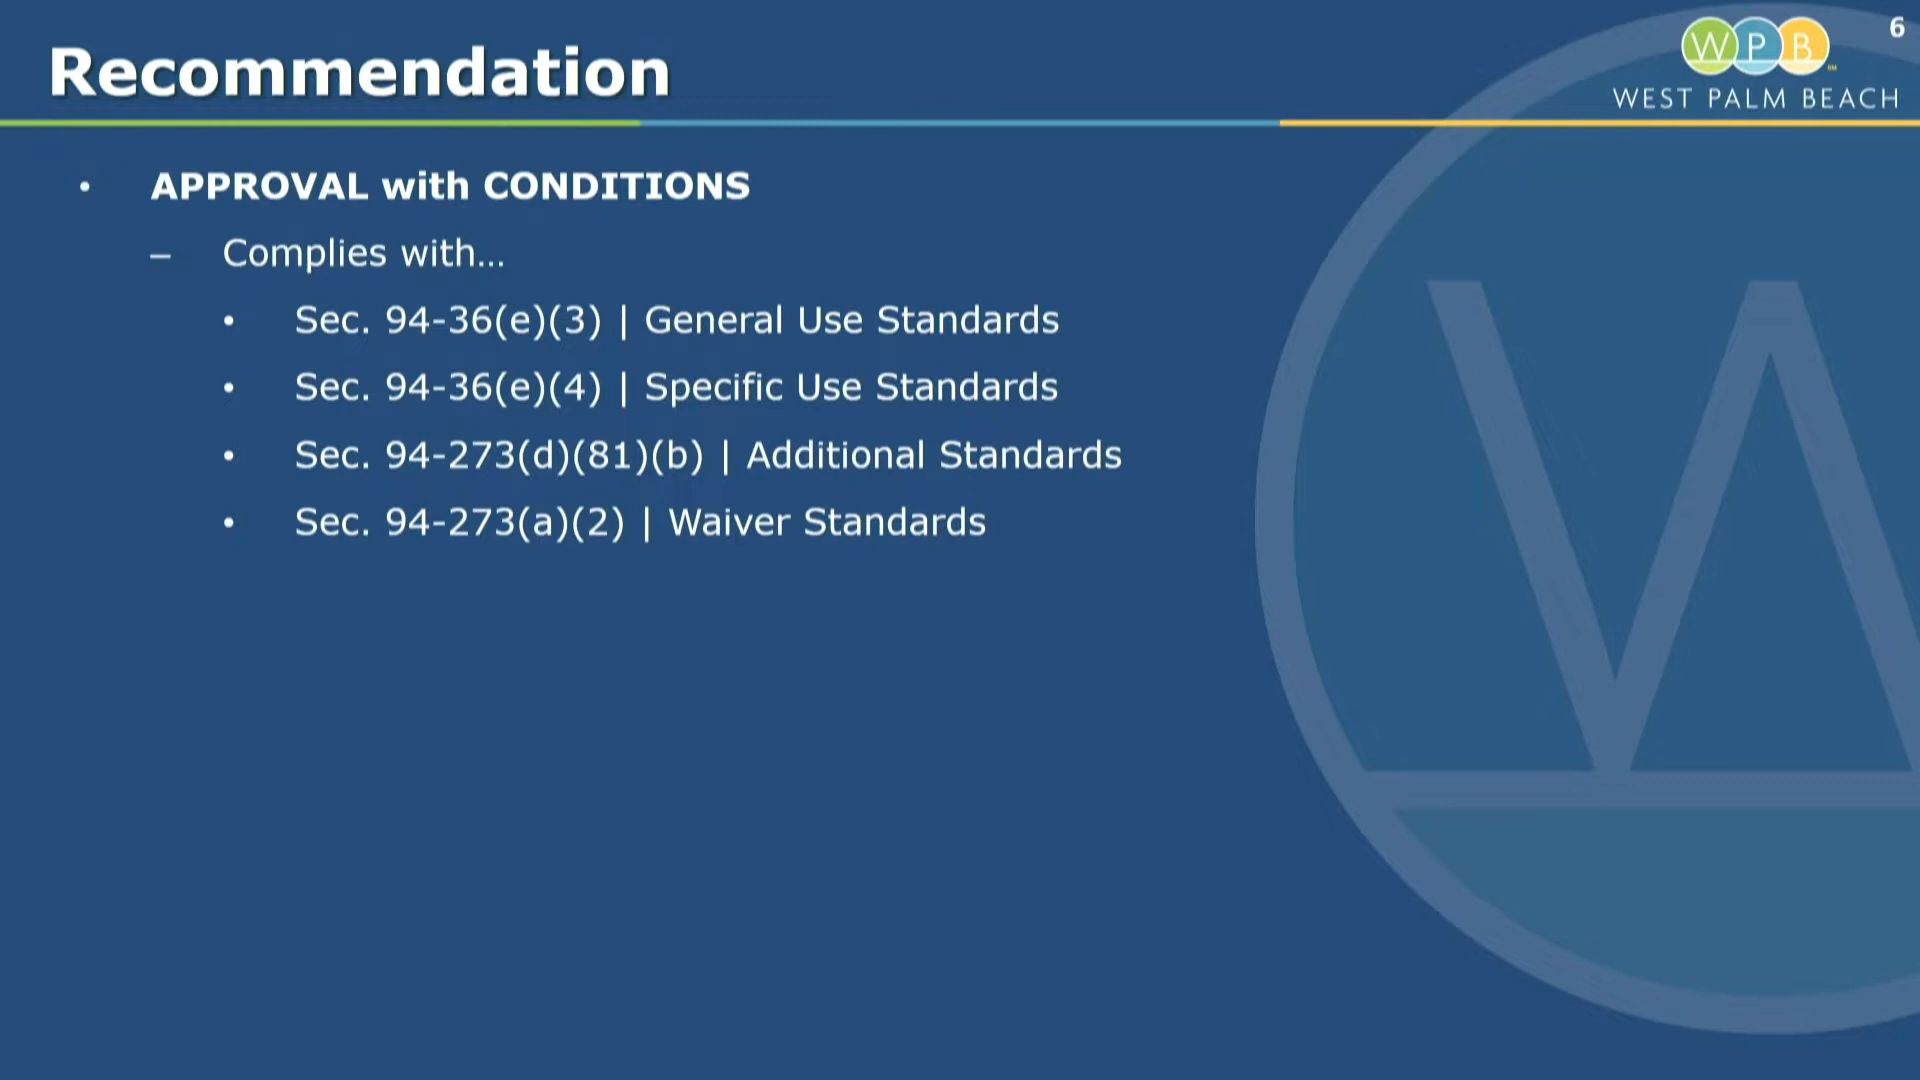 Recommendation
6
W P B
WEST PALM BEACH
• APPROVAL with CONDITIONS
– Complies with…
• Sec. 94-36(e)(3) | General Use Standards
• Sec. 94-36(e)(4) | Specific Use Standards
• Sec. 94-273(d)(81)(b) | Additional Standards
• Sec. 94-273(a)(2) | Waiver Standards
W